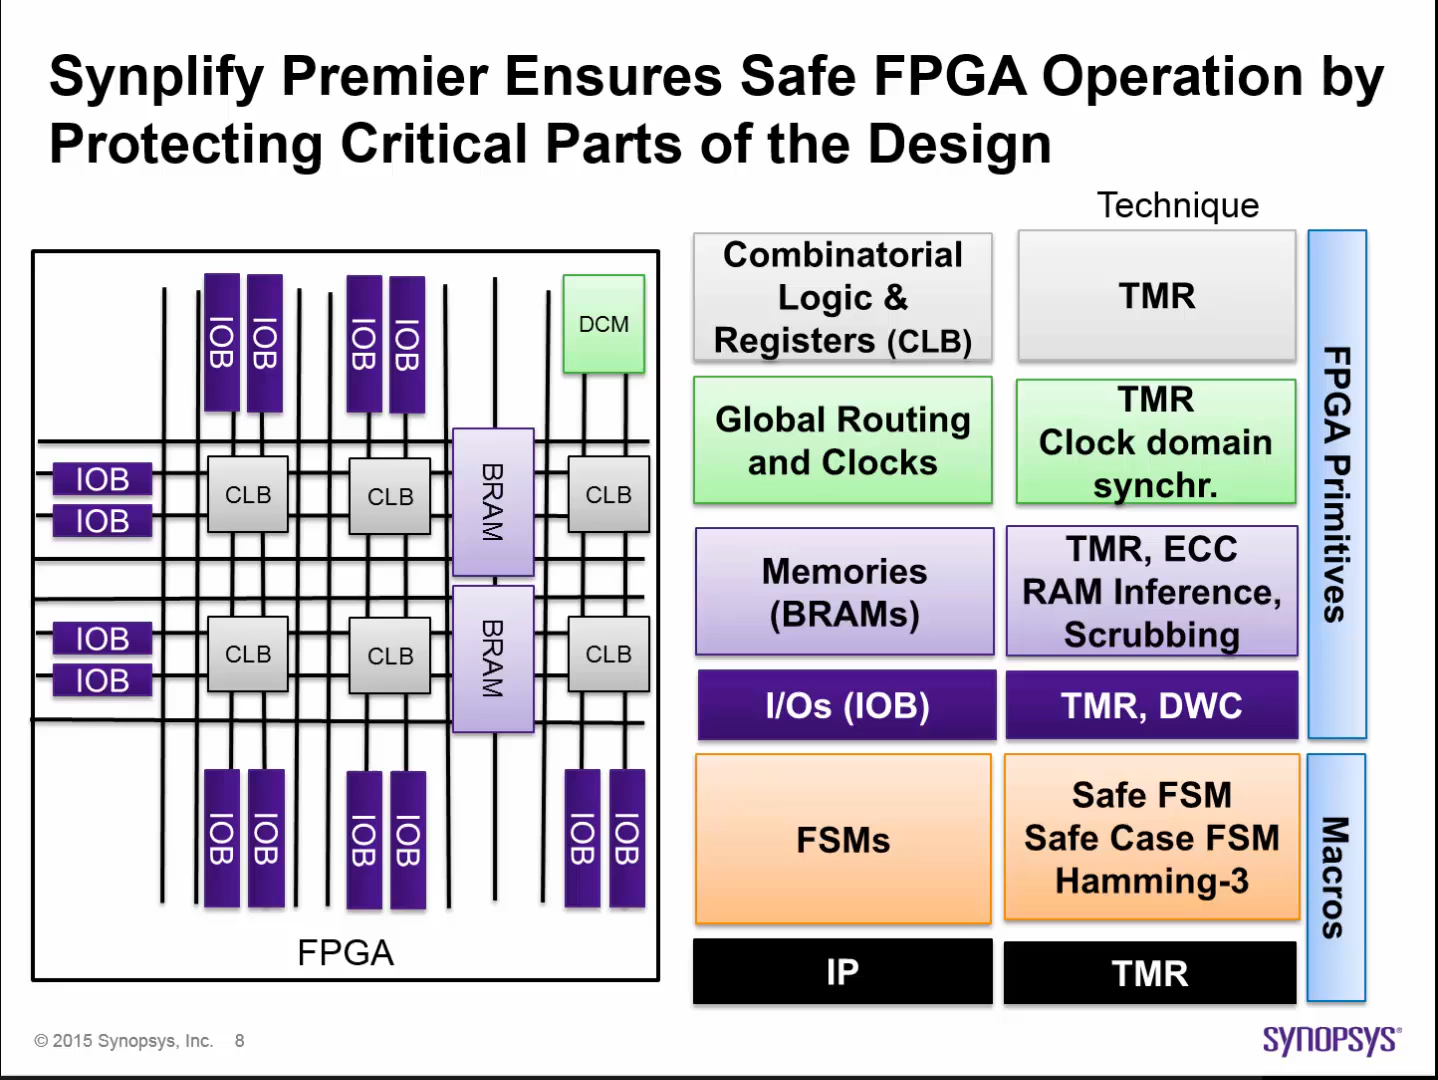 Synplify Premier Ensures Safe FPGA Operation by
Protecting Critical Parts of the Design
Technique
IOB
IOB
IOB
IOB
DCM
IOB
IOB
CLB
CLB
BRAM
CLB
IOB
IOB
CLB
CLB
BRAM
CLB
IOB
IOB
IOB
IOB
IOB
IOB
FPGA
Combinatorial
Logic &
Registers (CLB)
TMR
Global Routing
and Clocks
TMR
Clock domain
synchr.
Memories
(BRAMs)
TMR, ECC
RAM Inference,
Scrubbing
I/Os (IOB)
TMR, DWC
FPGA Primitives
FSMs
Safe FSM
Safe Case FSM
Hamming-3
IP
TMR
Macros
© 2015 Synopsys, Inc. 8
SYNOPSYS®